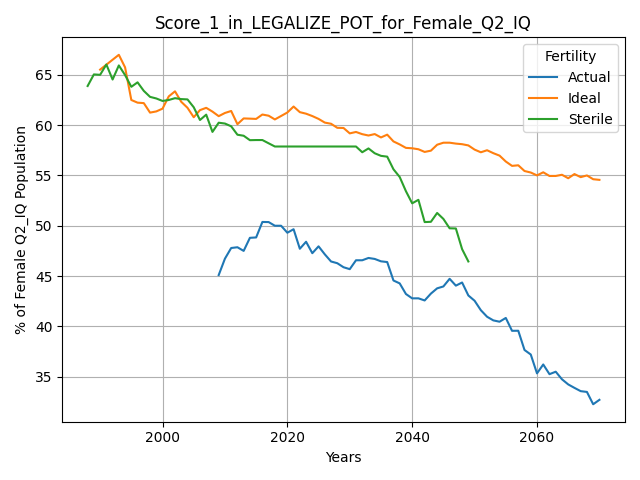 Score_1_in_LEGALIZE_POT_for_Female_Q2_IQ
% of Female Q2_IQ Population
65
60
55
50
45
40
35
Fertility
Actual
Ideal
Sterile
2000 2020 2040 2060
Years